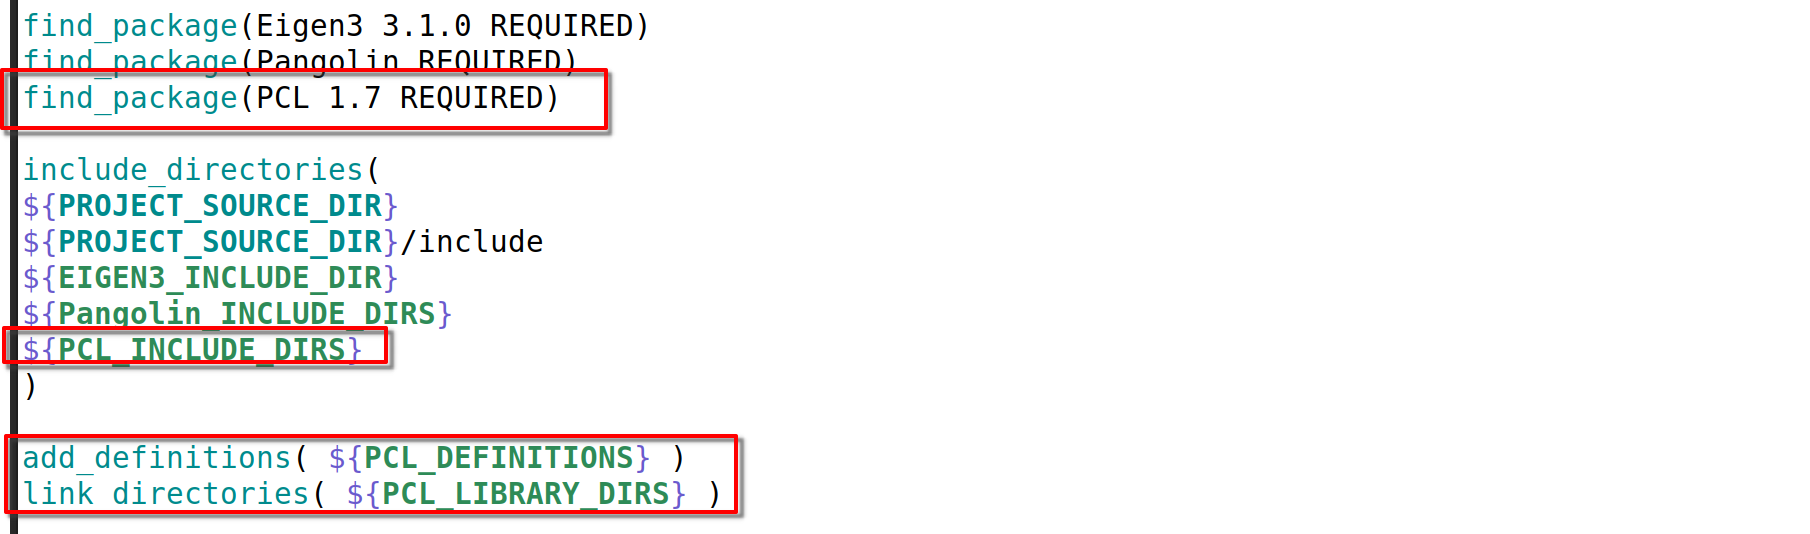 find_package(Eigen3 3.1.0 REQUIRED)
find_package(Pangolin REQUIRED)
find_package(PCL 1.7 REQUIRED)
include_directories(
${PROJECT_SOURCE_DIR}
${PROJECT_SOURCE_DIR}/include
${EIGEN3_INCLUDE_DIR}
${Pangolin_INCLUDE_DIRS}
${PCL_INCLUDE_DIRS}
)
add_definitions( ${PCL_DEFINITIONS} )
link_directories( ${PCL_LIBRARY_DIRS} )